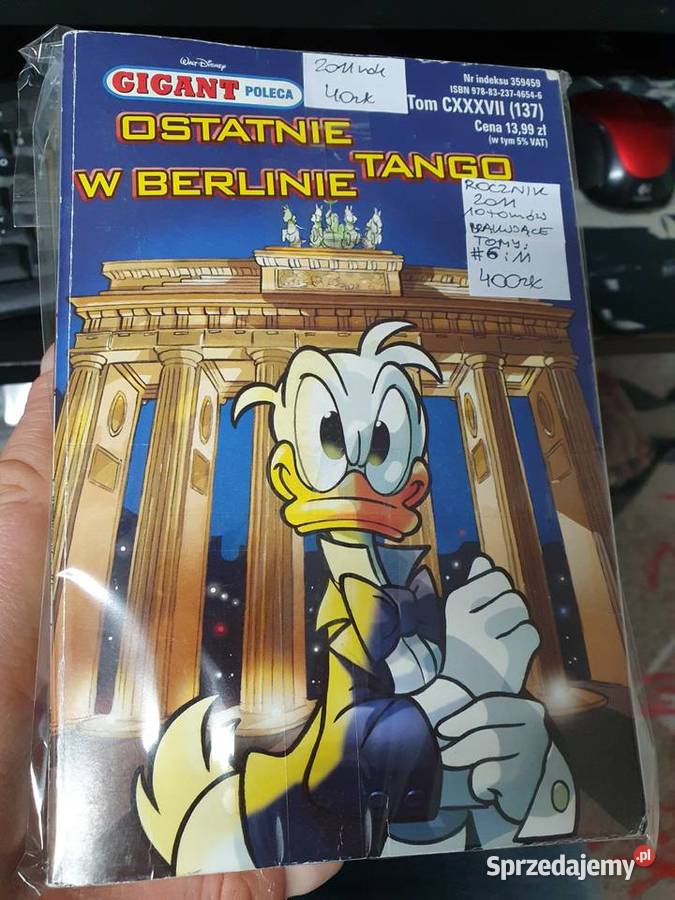 Walt Disney
GIGANT POLECA
2011 rok
40zł
Nr indeksu 359459
ISBN 978-83-237-4654-6
Tom CXXXVII (137)
Cena 13,99 zł
(w tym 5% VAT)
OSTATNIE
TANGO
W BERLINIE
ROCZNIK
2011
10 tomów
BRAKUJĄCE
TOMY:
#6 i 11
400zł
Sprzedajemy.pl